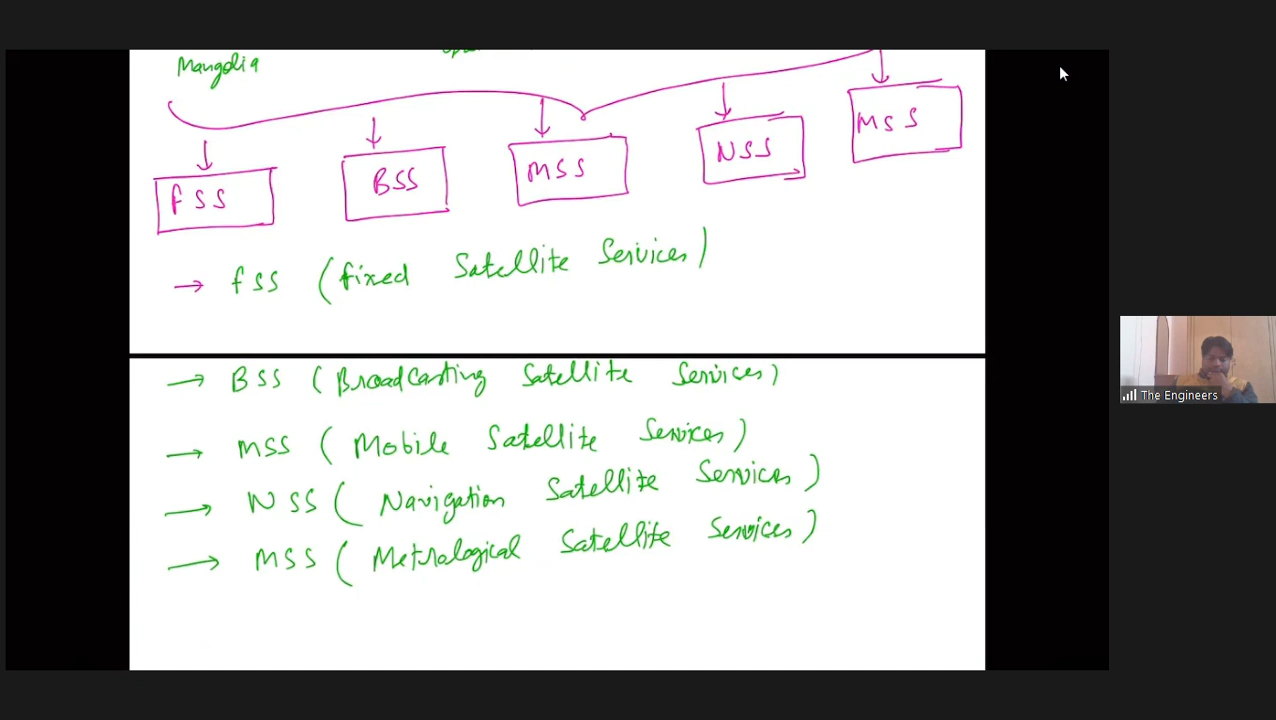 Mangolia
FSS
BSS
MSS
NSS
MSS
→ FSS (fixed Satellite Services)
→ BSS (Broadcasting Satellite Services)
→ MSS (Mobile Satellite Services)
→ NSS (Navigation Satellite Services)
→ MSS (Metrological Satellite Services)
The Engineers